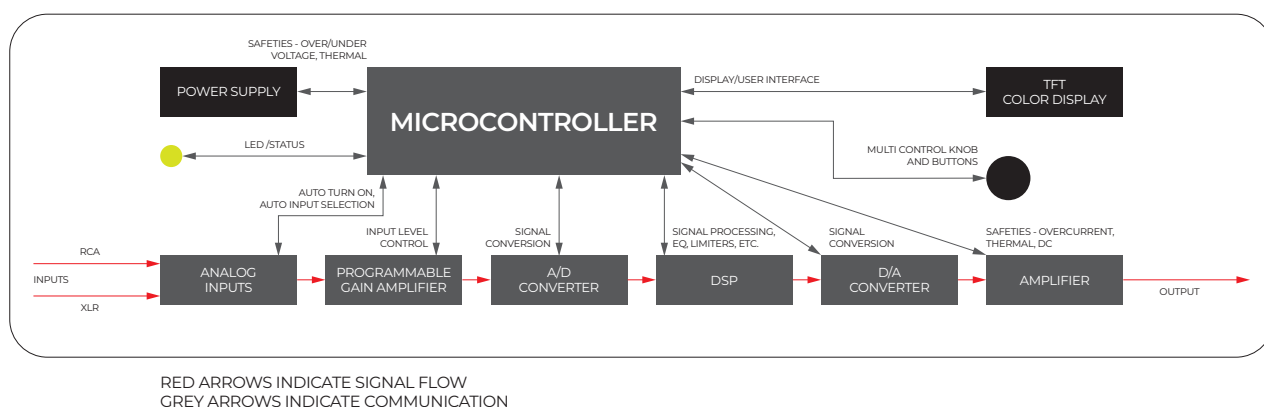 SAFETIES - OVER/UNDER
VOLTAGE, THERMAL
POWER SUPPLY
MICROCONTROLLER
DISPLAY/USER INTERFACE
TFT
COLOR DISPLAY
LED /STATUS
MULTI CONTROL KNOB
AND BUTTONS
AUTO TURN ON,
AUTO INPUT SELECTION
INPUT LEVEL
CONTROL
SIGNAL
CONVERSION
SIGNAL PROCESSING,
EQ, LIMITERS, ETC.
SIGNAL
CONVERSION
SAFETIES - OVERCURRENT,
THERMAL, DC
RCA
INPUTS
XLR
ANALOG
INPUTS
PROGRAMMABLE
GAIN AMPLIFIER
A/D
CONVERTER
DSP
D/A
CONVERTER
AMPLIFIER
OUTPUT
RED ARROWS INDICATE SIGNAL FLOW
GREY ARROWS INDICATE COMMUNICATION